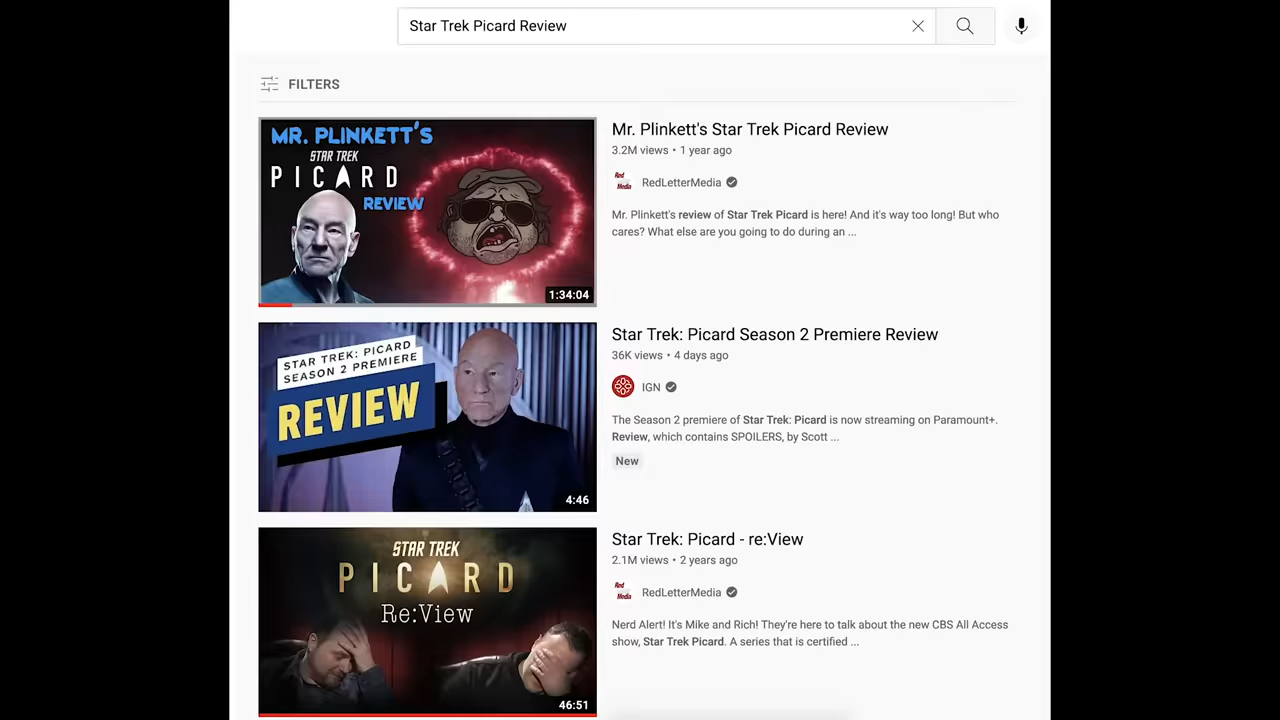 Star Trek Picard Review
FILTERS
MR. PLINKETT'S
STAR TREK
PICARD
REVIEW
1:34:04
Mr. Plinkett's Star Trek Picard Review
3.2M views • 1 year ago
Red
Media
RedLetterMedia
Mr. Plinkett's review of Star Trek Picard is here! And it's way too long! But who
cares? What else are you going to do during an ...
STAR TREK: PICARD
SEASON 2 PREMIERE
REVIEW
4:46
Star Trek: Picard Season 2 Premiere Review
36K views • 4 days ago
IGN
The Season 2 premiere of Star Trek: Picard is now streaming on Paramount+.
Review, which contains SPOILERS, by Scott ...
New
STAR TREK
PICARD
Re:View
46:51
Star Trek: Picard - re:View
2.1M views • 2 years ago
Red
Media
RedLetterMedia
Nerd Alert! It's Mike and Rich! They're here to talk about the new CBS All Access
show, Star Trek Picard. A series that is certified ...